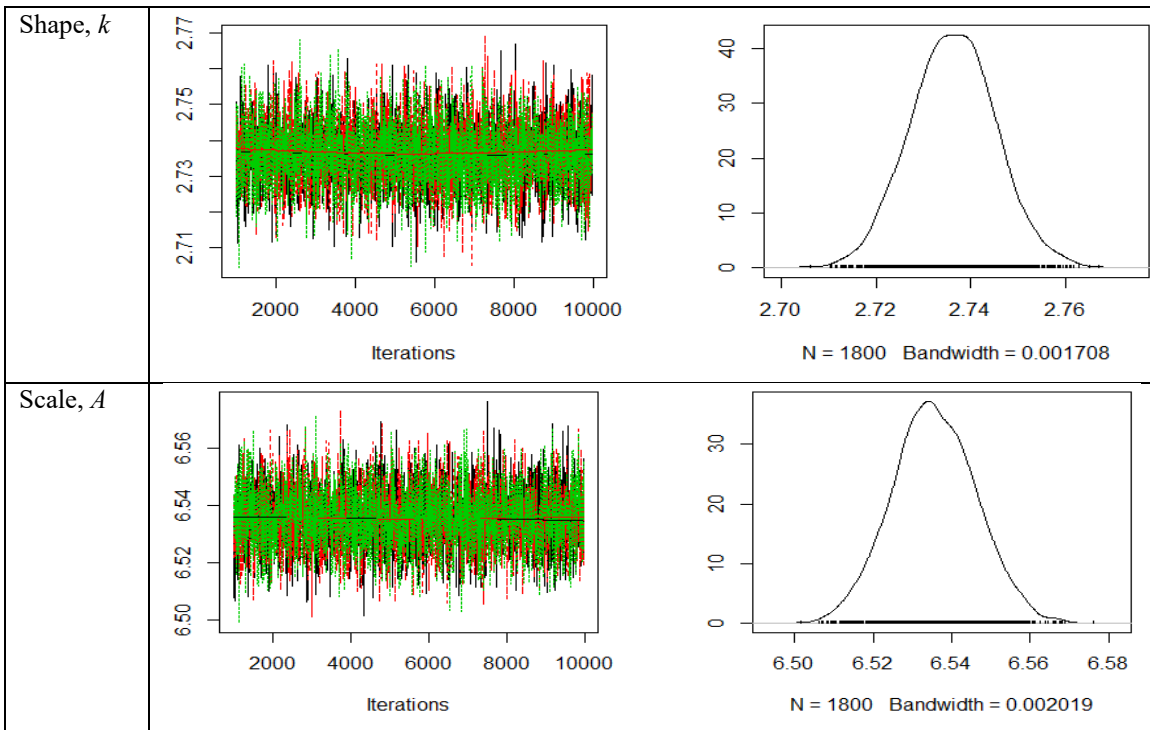 Shape, k
2.71 2.73 2.75 2.77
2000 4000 6000 8000 10000
Iterations
0 10 20 30 40
2.70 2.72 2.74 2.76
N = 1800 Bandwidth = 0.001708
Scale, A
6.50 6.52 6.54 6.56
2000 4000 6000 8000 10000
Iterations
0 10 20 30
6.50 6.52 6.54 6.56 6.58
N = 1800 Bandwidth = 0.002019